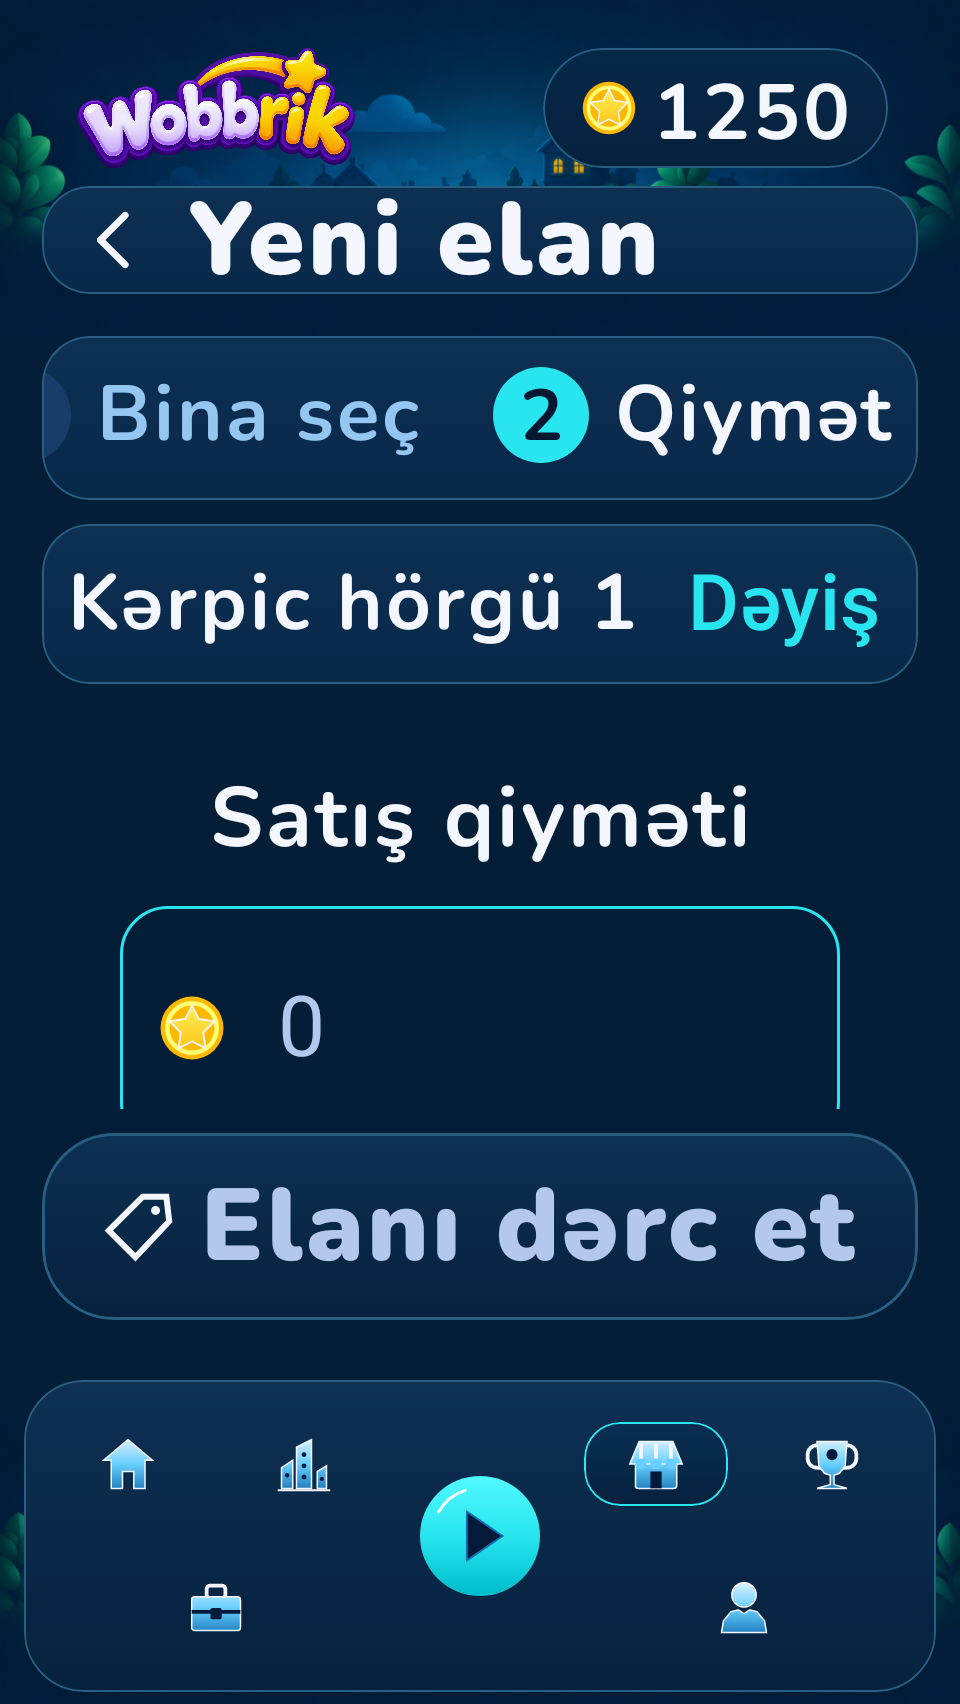 Wobbrik
1250
Yeni elan
Bina seç 2 Qiymət
Kərpic hörgü 1 Dəyiş
Satış qiyməti
0
Elanı dərc et